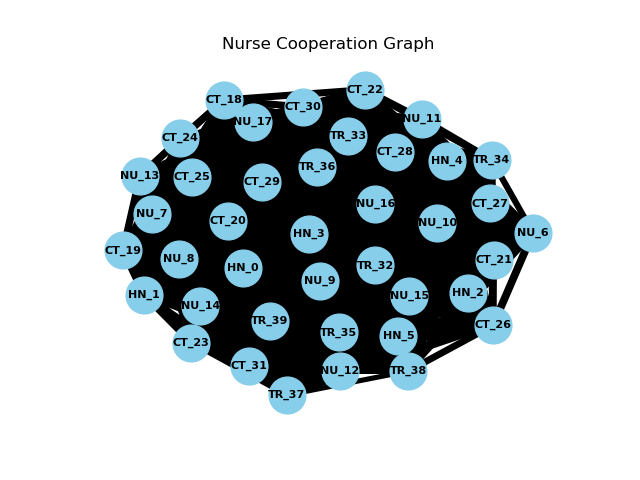 Nurse Cooperation Graph
CT_22
CT_18
CT_30
NU_11
NU_17
TR_33
CT_24
CT_28
TR_34
HN_4
TR_36
NU_13
CT_25
CT_29
CT_27
NU_16
NU_7
CT_20
NU_10
NU_6
HN_3
CT_19
NU_8
CT_21
TR_32
HN_0
NU_9
HN_2
HN_1
NU_15
NU_14
TR_39
CT_26
TR_35
HN_5
CT_23
CT_31
NU_12
TR_38
TR_37